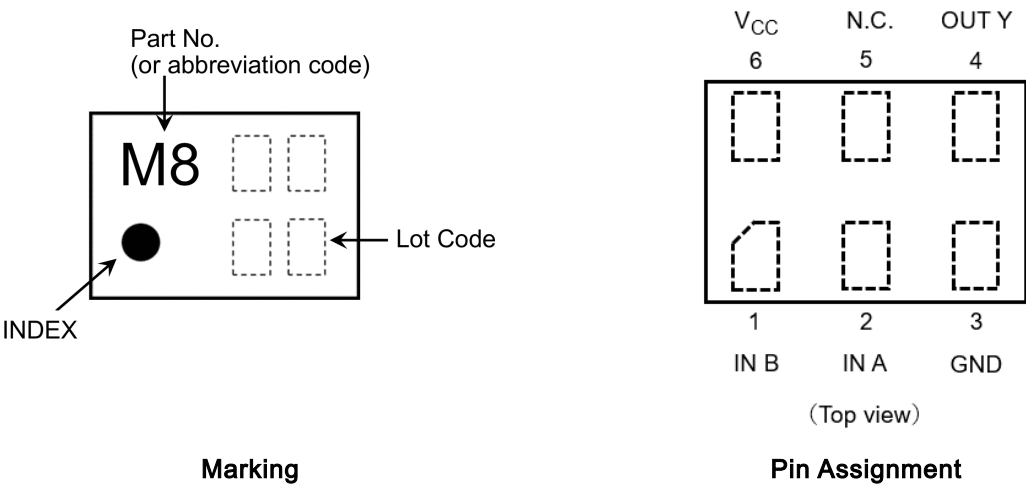 Part No.
(or abbreviation code)
M8
Lot Code
INDEX
Marking
VCC N.C. OUT Y
6 5 4
1 2 3
IN B IN A GND
(Top view)
Pin Assignment